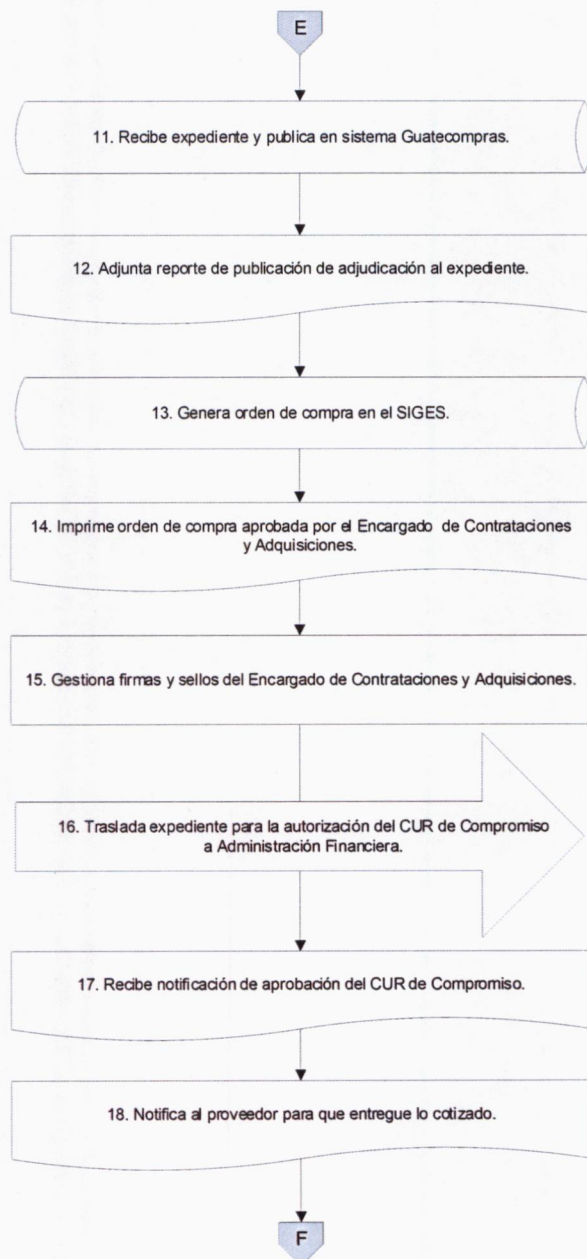 E
11. Recibe expediente y publica en sistema Guatecompras.
12. Adjunta reporte de publicación de adjudicación al expediente.
13. Genera orden de compra en el SIGES.
14. Imprime orden de compra aprobada por el Encargado de Contrataciones
y Adquisiciones.
15. Gestiona firmas y sellos del Encargado de Contrataciones y Adquisiciones.
16. Traslada expediente para la autorización del CUR de Compromiso
a Administración Financiera.
17. Recibe notificación de aprobación del CUR de Compromiso.
18. Notifica al proveedor para que entregue lo cotizado.
F